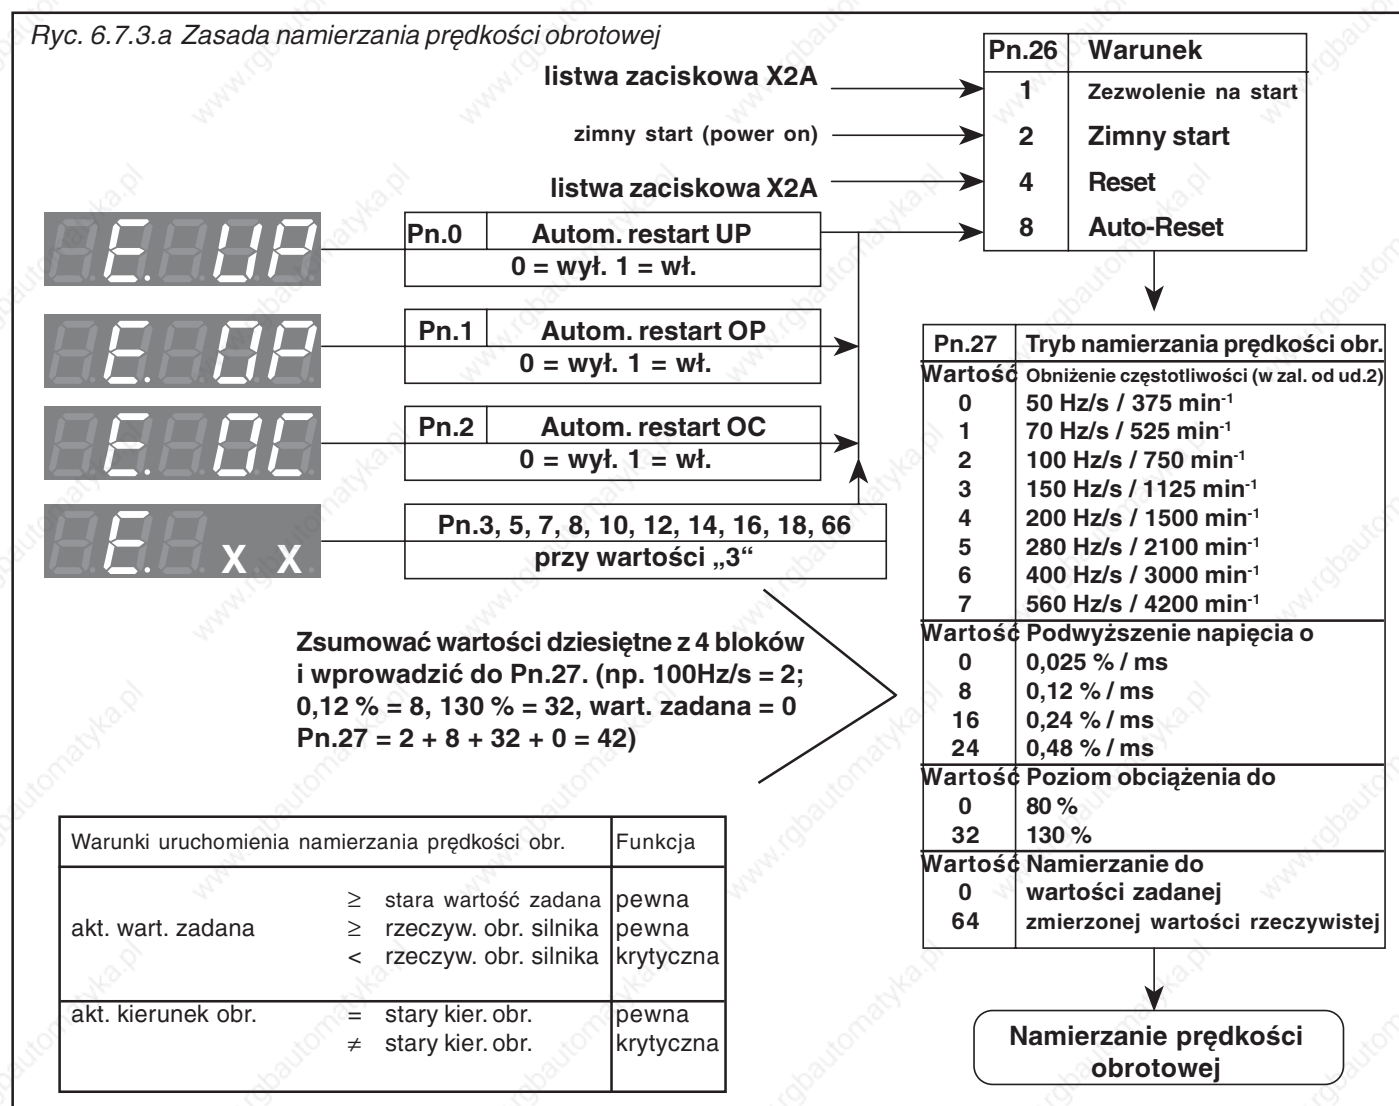 Ryc. 6.7.3.a Zasada namierzania prędkości obrotowej
listwa zaciskowa X2A
zimny start (power on)
listwa zaciskowa X2A
Pn.26 Warunek
1 Zezwolenie na start
2 Zimny start
4 Reset
8 Auto-Reset
E. UP
Pn.0 Autom. restart UP
0 = wył. 1 = wł.
E. OP
Pn.1 Autom. restart OP
0 = wył. 1 = wł.
E. OC
Pn.2 Autom. restart OC
0 = wył. 1 = wł.
E. x x.
Pn.3, 5, 7, 8, 10, 12, 14, 16, 18, 66
przy wartości „3“
Pn.27 Tryb namierzania prędkości obr.
Wartość Obniżenie częstotliwości (w zal. od ud.2)
0 50 Hz/s / 375 min-1
1 70 Hz/s / 525 min-1
2 100 Hz/s / 750 min-1
3 150 Hz/s / 1125 min-1
4 200 Hz/s / 1500 min-1
5 280 Hz/s / 2100 min-1
6 400 Hz/s / 3000 min-1
7 560 Hz/s / 4200 min-1
Wartość Podwyższenie napięcia o
0 0,025 % / ms
8 0,12 % / ms
16 0,24 % / ms
24 0,48 % / ms
Wartość Poziom obciążenia do
0 80 %
32 130 %
Wartość Namierzanie do
0 wartości zadanej
64 zmierzonej wartości rzeczywistej
Zsumować wartości dziesiętne z 4 bloków
i wprowadzić do Pn.27. (np. 100Hz/s = 2;
0,12 % = 8, 130 % = 32, wart. zadana = 0
Pn.27 = 2 + 8 + 32 + 0 = 42)
Warunki uruchomienia namierzania prędkości obr. Funkcja
≥ stara wartość zadana pewna
akt. wart. zadana ≥ rzeczyw. obr. silnika pewna
< rzeczyw. obr. silnika krytyczna
akt. kierunek obr. = stary kier. obr. pewna
≠ stary kier. obr. krytyczna
Namierzanie prędkości
obrotowej
www.rgbautomatyka.pl